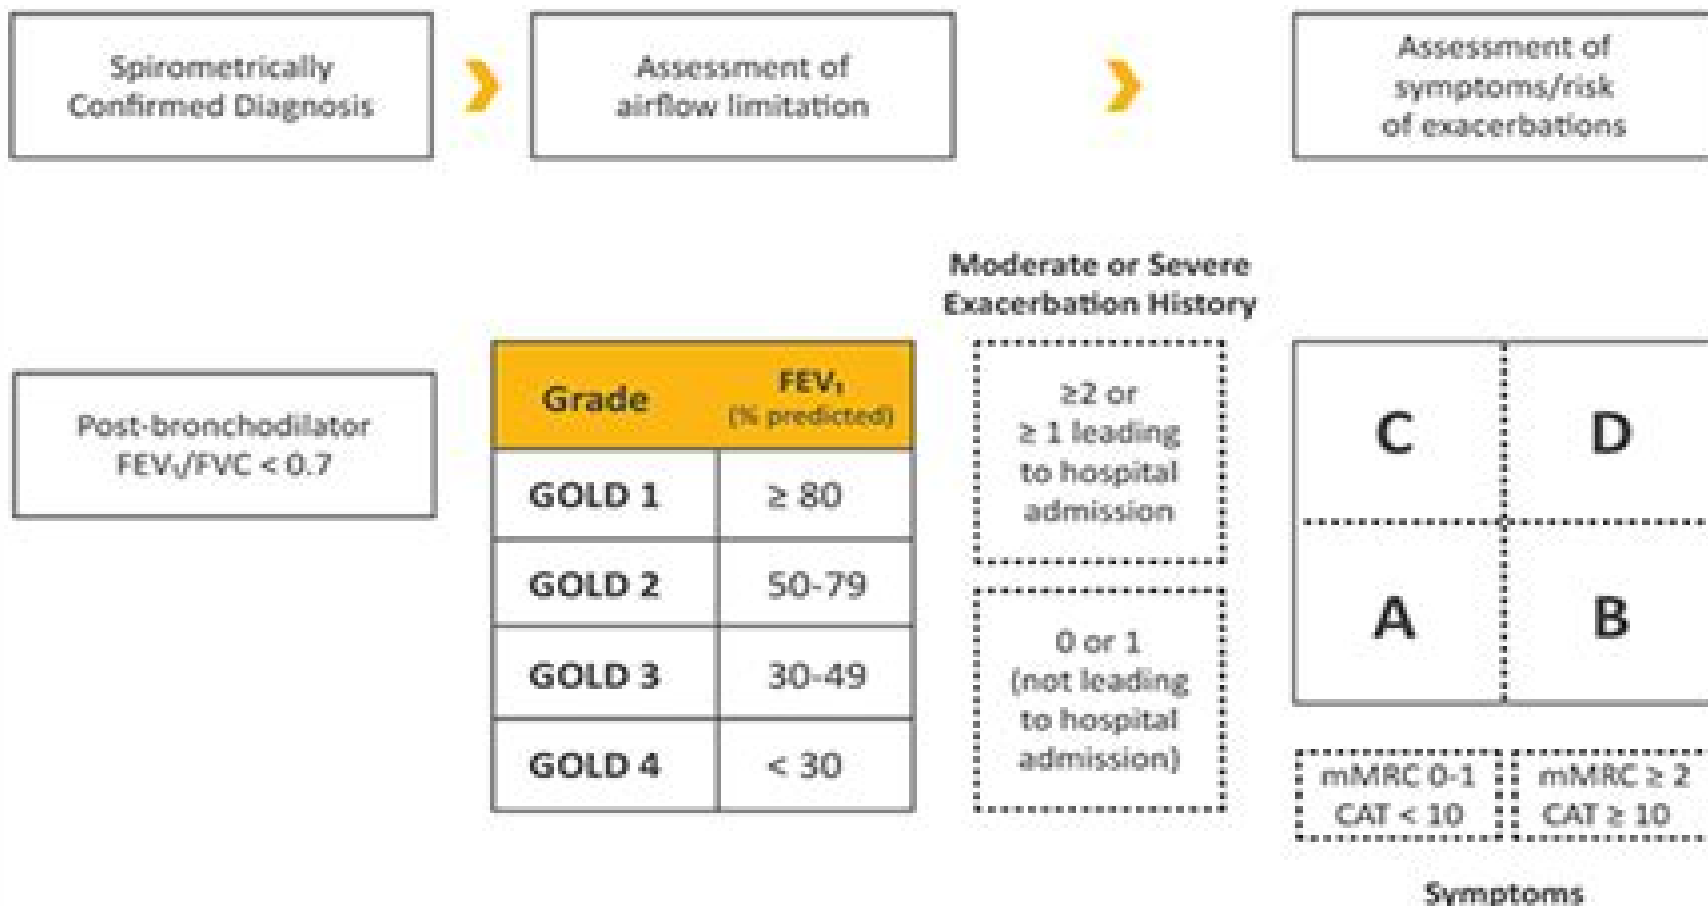 Spirometrically
Confirmed Diagnosis
Assessment of
airflow limitation
Assessment of
symptoms/risk
of exacerbations
Post-bronchodilator
FEV₁/FVC < 0.7
Grade
FEV₁
(% predicted)
GOLD 1
≥ 80
GOLD 2
50-79
GOLD 3
30-49
GOLD 4
< 30
Moderate or Severe
Exacerbation History
≥2 or
≥ 1 leading
to hospital
admission
0 or 1
(not leading
to hospital
admission)
C
D
A
B
mMRC 0-1
CAT < 10
mMRC ≥ 2
CAT ≥ 10
Symptoms